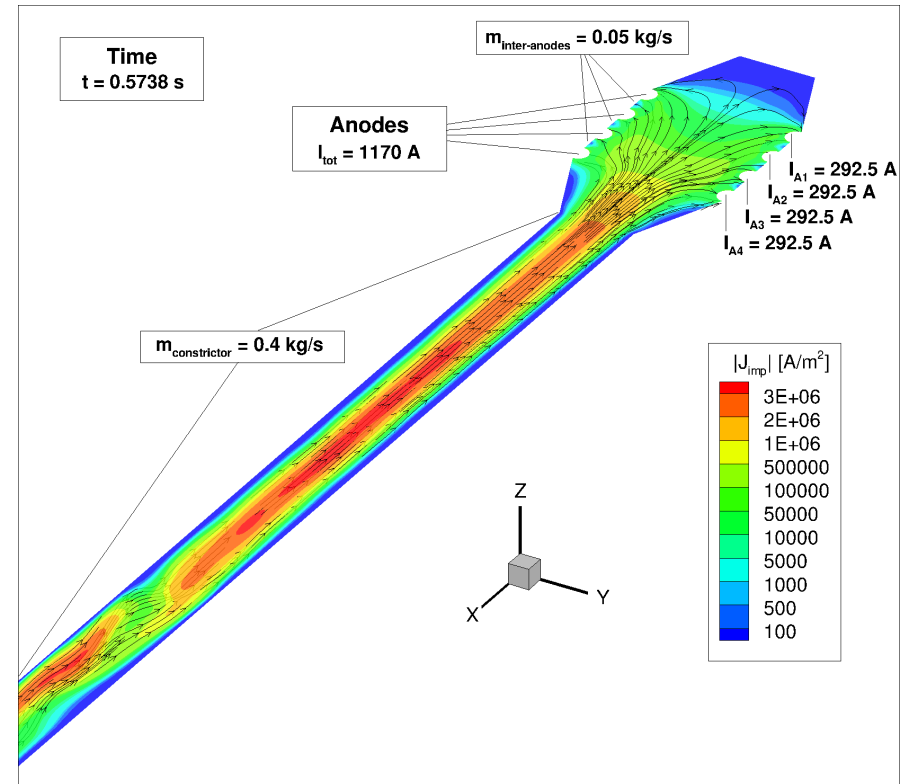 Time
t = 0.5738 s
m_inter-anodes = 0.05 kg/s
Anodes
I_tot = 1170 A
I_A1 = 292.5 A
I_A2 = 292.5 A
I_A3 = 292.5 A
I_A4 = 292.5 A
m_constrictor = 0.4 kg/s
|J_imp| [A/m²]
3E+06
2E+06
1E+06
500000
100000
50000
10000
5000
1000
500
100
Z
Y
X